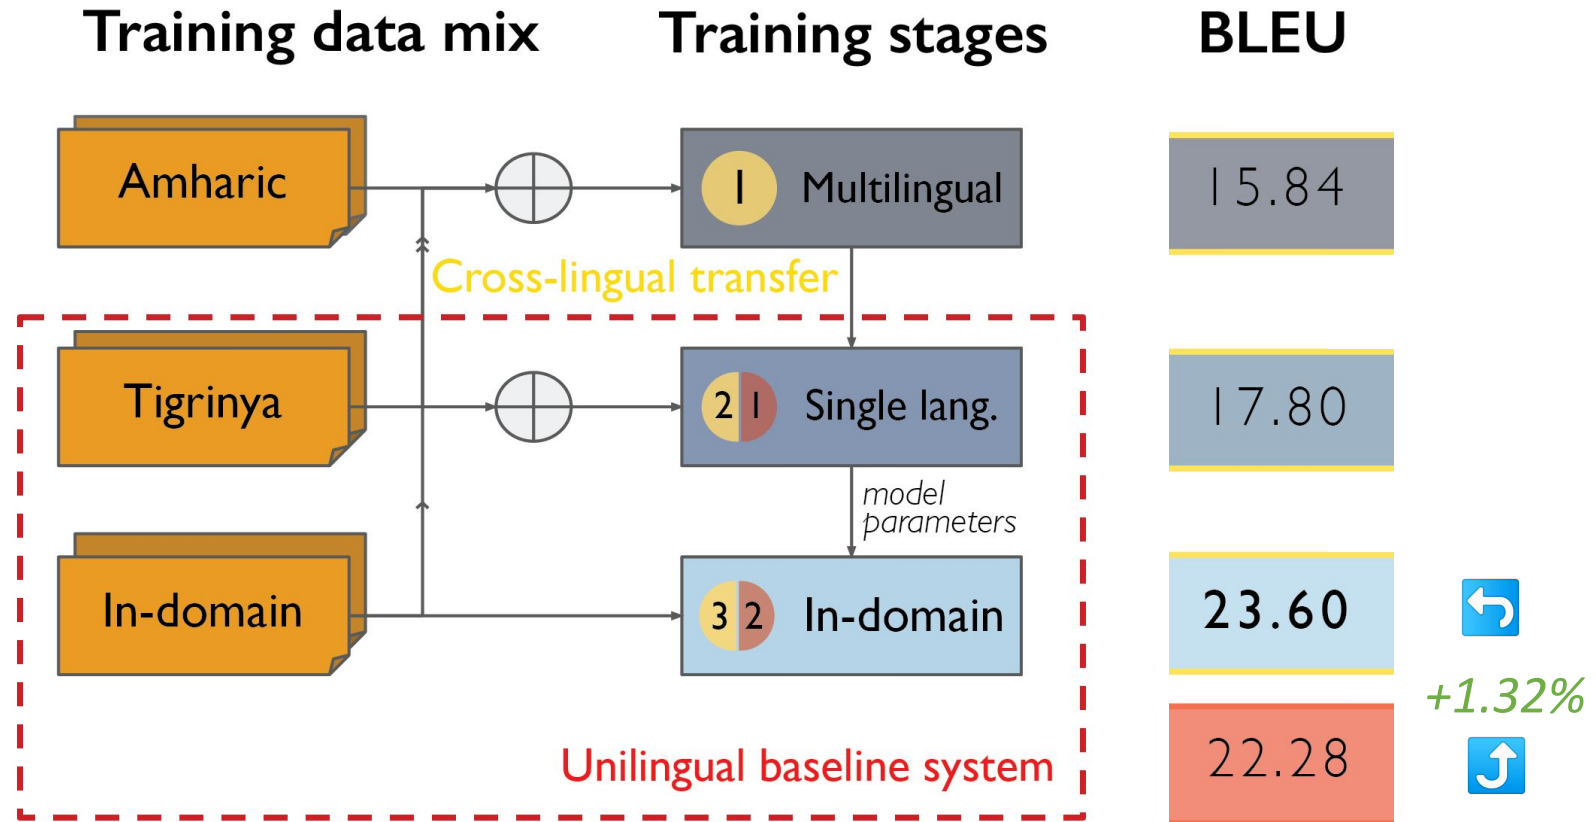 Training data mix
Training stages
BLEU
Amharic
1 Multilingual
15.84
Cross-lingual transfer
Tigrinya
2 1 Single lang.
17.80
model
parameters
In-domain
3 2 In-domain
23.60
+1.32%
Unilingual baseline system
22.28